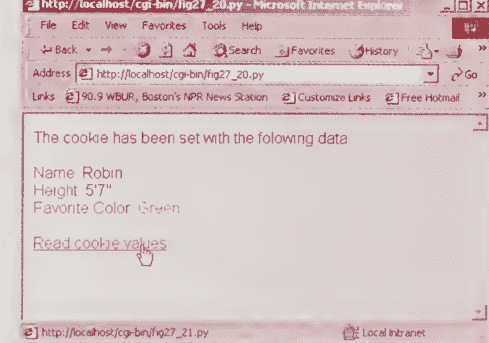 http://localhost/cgi-bin/fig27_20.py - Microsoft Internet Explorer
File Edit View Favorites Tools Help
Back Search Favorites History »
Address http://localhost/cgi-bin/fig27_20.py Go
Links 90.9 WBUR, Boston's NPR News Station Customize Links Free Hotmail »
The cookie has been set with the folowing data
Name Robin
Height 5'7"
Favorite Color Green
Read cookie values
http://localhost/cgi-bin/fig27_21.py Local intranet